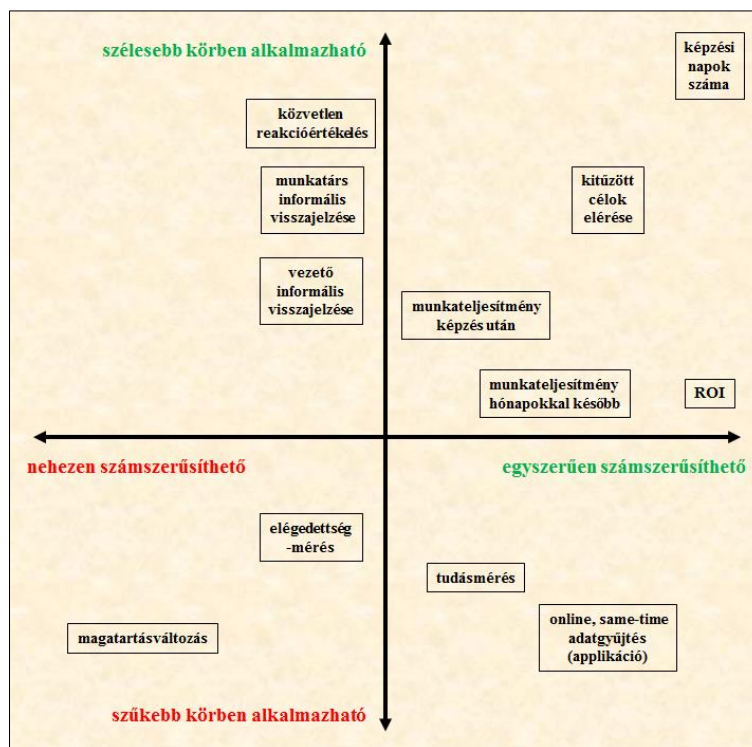 szélesebb körben alkalmazható
képzési
napok
száma
közvetlen
reakcióértékelés
munkatárs
informális
visszajelzése
kitűzött
célok
elérése
vezető
informális
visszajelzése
munkateljesítmény
képzés után
munkateljesítmény
hónapokkal később
ROI
nehezen számszerűsíthető
egyszerűen számszerűsíthető
elégedettség
-mérés
tudásmérés
magatartásváltozás
online, same-time
adatgyűjtés
(applikáció)
szűkebb körben alkalmazható